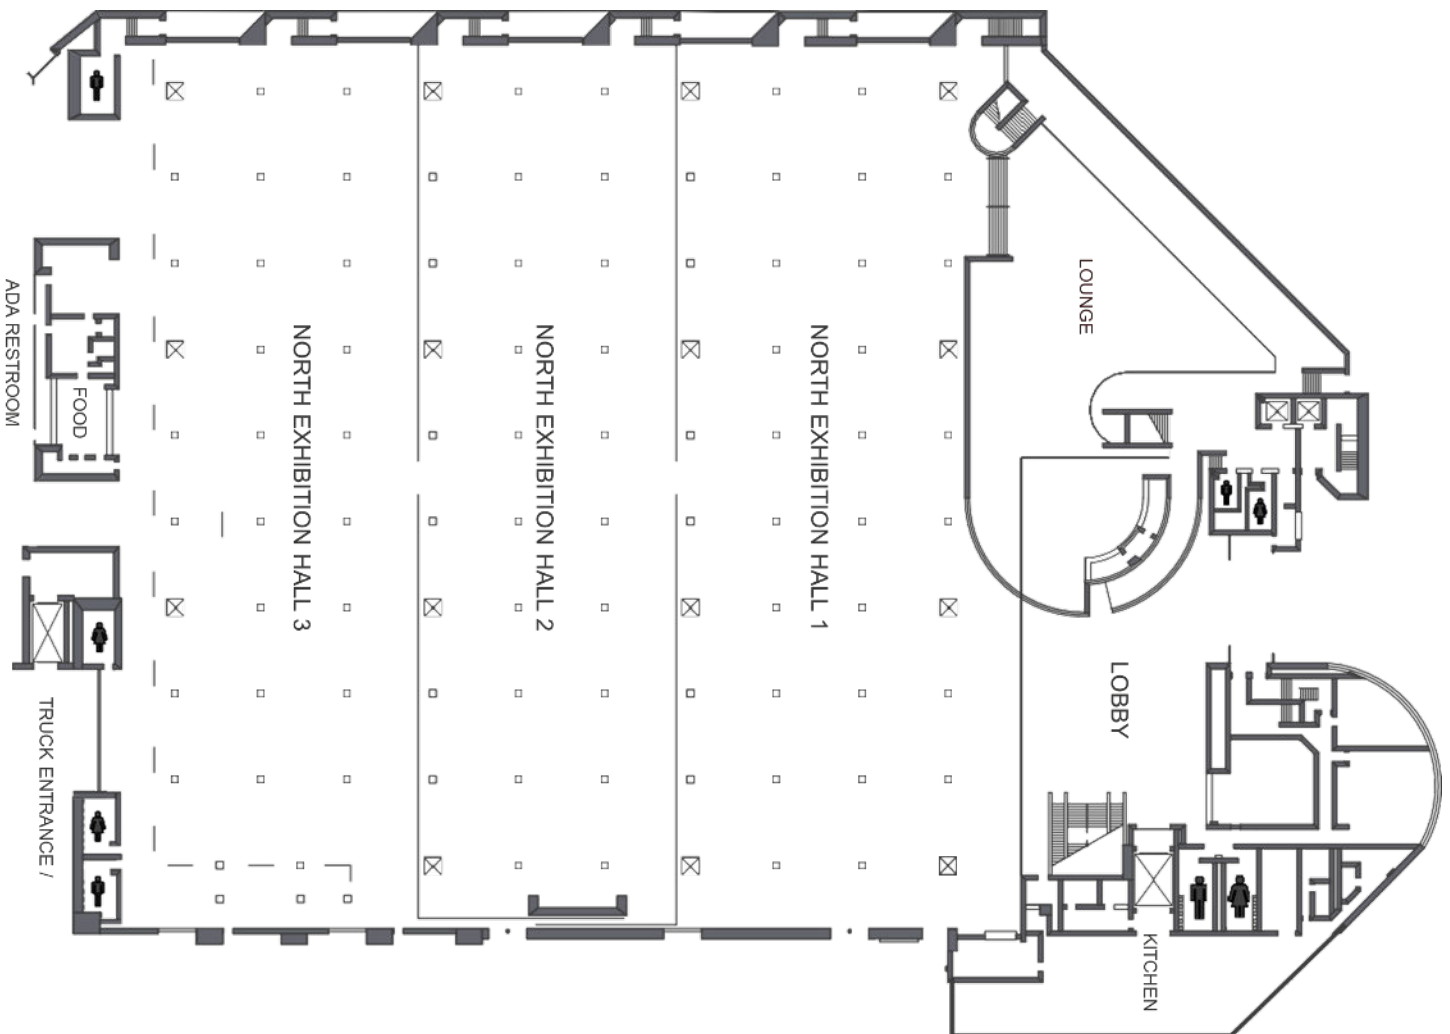 LOUNGE
NORTH EXHIBITION HALL 1
NORTH EXHIBITION HALL 2
NORTH EXHIBITION HALL 3
FOOD
ADA RESTROOM
LOBBY
TRUCK ENTRANCE /
KITCHEN